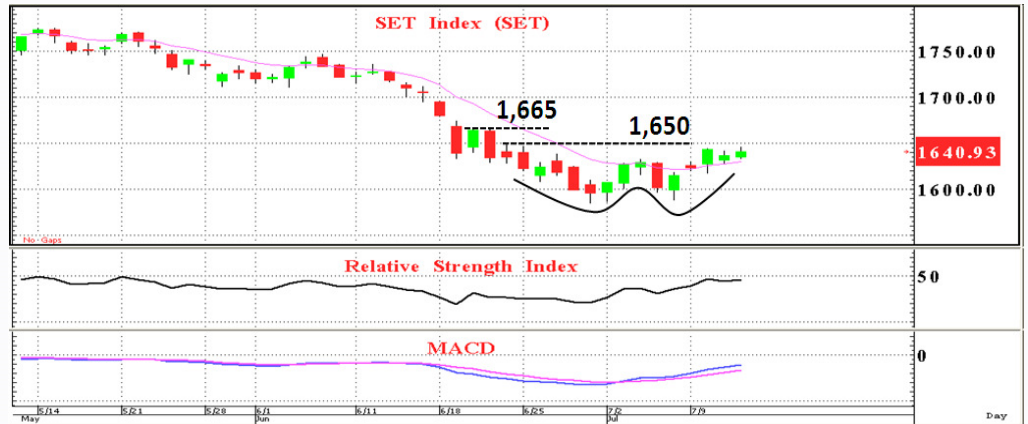 SET Index (SET)
1750.00
1700.00
1,665
1,650
1640.93
1600.00
No-Gaps
Relative Strength Index
50
MACD
0
5/14 5/21 5/28 6/1 6/11 6/18 6/25 7/2 7/9
May Jun Jul Day